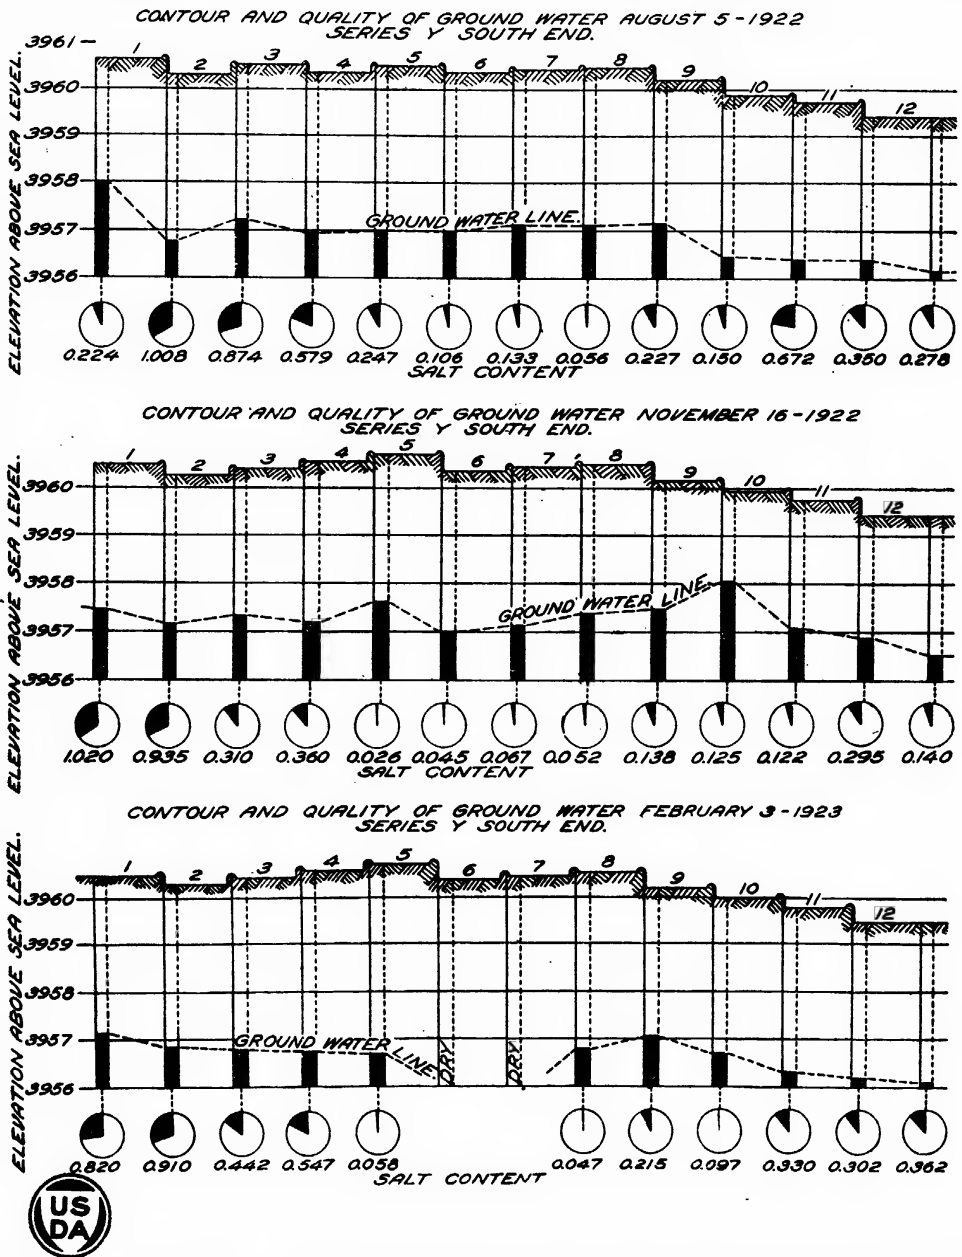 CONTOUR AND QUALITY OF GROUND WATER AUGUST 5-1922
SERIES Y SOUTH END.
ELEVATION ABOVE SEA LEVEL.
3961
3960
3959
3958
3957
3956
1 2 3 4 5 6 7 8 9 10 11 12
GROUND WATER LINE.
0.224 1.008 0.874 0.579 0.247 0.106 0.133 0.056 0.227 0.150 0.672 0.350 0.278
SALT CONTENT
CONTOUR AND QUALITY OF GROUND WATER NOVEMBER 16-1922
SERIES Y SOUTH END.
ELEVATION ABOVE SEA LEVEL.
3960
3959
3958
3957
3956
1 2 3 4 5 6 7 8 9 10 11 12
GROUND WATER LINE.
1.020 0.935 0.310 0.360 0.026 0.045 0.067 0.052 0.138 0.125 0.122 0.295 0.140
SALT CONTENT
CONTOUR AND QUALITY OF GROUND WATER FEBRUARY 3-1923
SERIES Y SOUTH END.
ELEVATION ABOVE SEA LEVEL.
3960
3959
3958
3957
3956
1 2 3 4 5 6 7 8 9 10 11 12
GROUND WATER LINE.
DRY
DRY
0.820 0.910 0.442 0.547 0.058 0.047 0.215 0.097 0.330 0.302 0.362
SALT CONTENT
US
DA